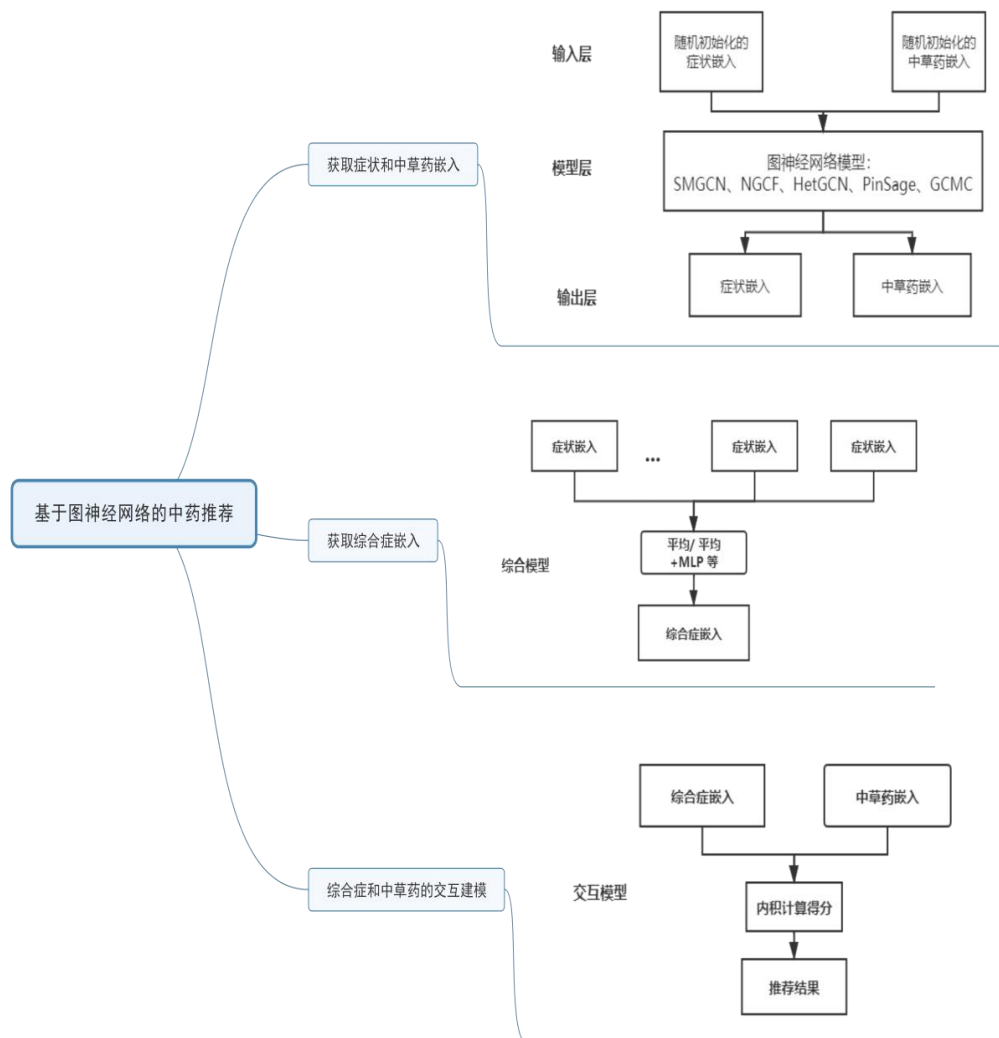 基于图神经网络的中药推荐
获取症状和中草药嵌入
输入层
随机初始化的
症状嵌入
随机初始化的
中草药嵌入
模型层
图神经网络模型：
SMGCN、NGCF、HetGCN、PinSage、GCMC
输出层
症状嵌入
中草药嵌入
获取综合症嵌入
症状嵌入
...
症状嵌入
症状嵌入
综合模型
平均/ 平均
+MLP 等
综合症嵌入
综合症和中草药的交互建模
综合症嵌入
中草药嵌入
交互模型
内积计算得分
推荐结果